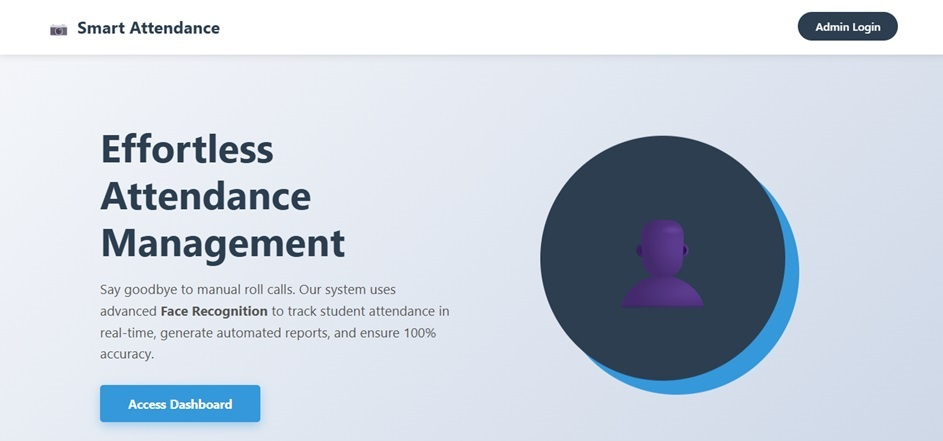 Smart Attendance
Admin Login
Effortless
Attendance
Management
Say goodbye to manual roll calls. Our system uses
advanced Face Recognition to track student attendance in
real-time, generate automated reports, and ensure 100%
accuracy.
Access Dashboard